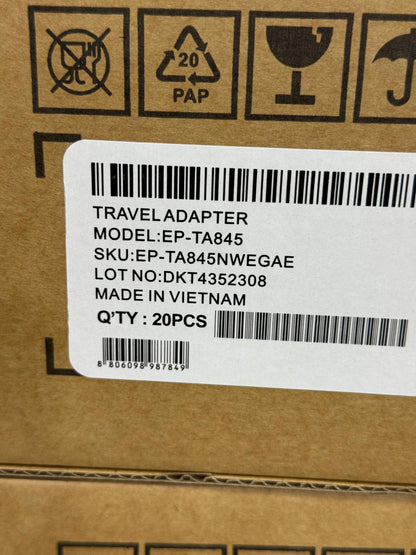 20
PAP
TRAVEL ADAPTER
MODEL:EP-TA845
SKU:EP-TA845NWEGAE
LOT NO:DKT4352308
MADE IN VIETNAM
Q'TY : 20PCS
8 806098 987849